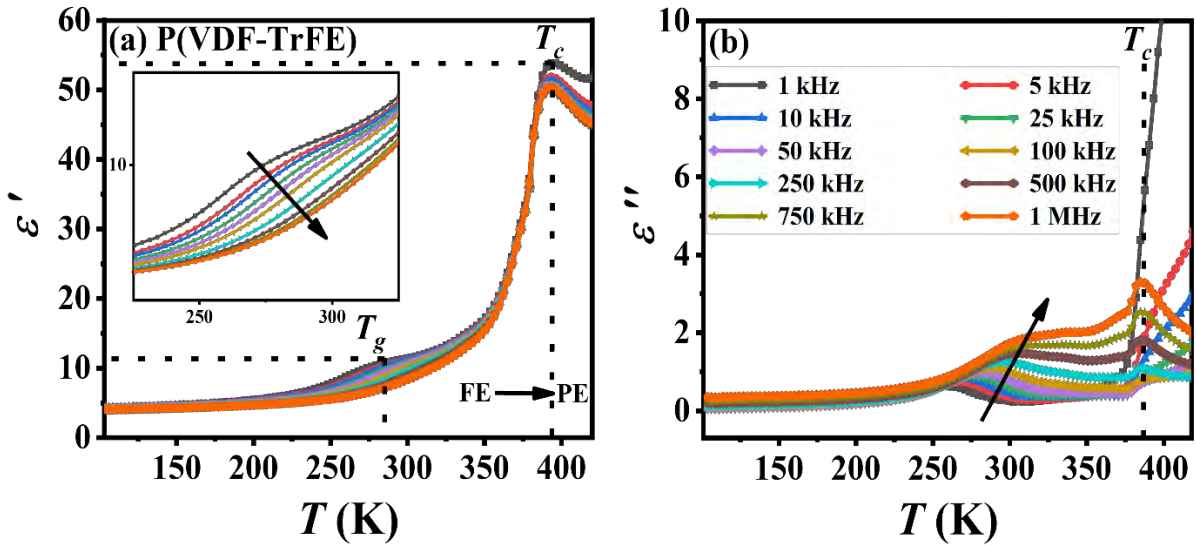 (a) P(VDF-TrFE)
T_c
60
50
40
30
20
10
0
ε′
10
250
300
T_g
FE
PE
100
150
200
250
300
350
400
T (K)
(b)
T_c
10
8
6
4
2
0
ε′′
1 kHz
5 kHz
10 kHz
25 kHz
50 kHz
100 kHz
250 kHz
500 kHz
750 kHz
1 MHz
150
200
250
300
350
400
T (K)